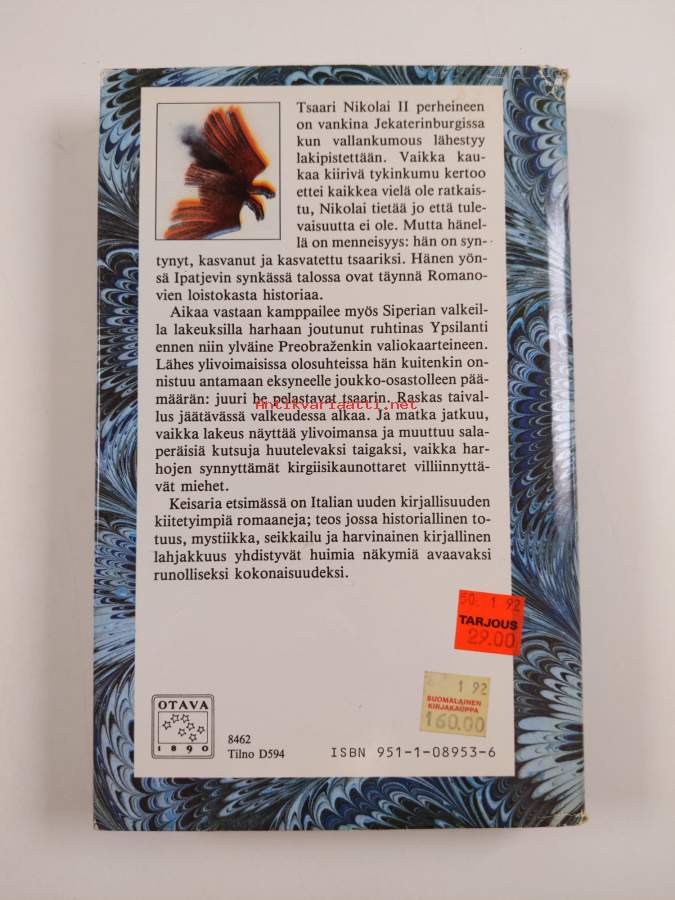 Tsaari Nikolai II perheineen
on vankina Jekaterinburgissa
kun vallankumous lähestyy
lakipistettään. Vaikka kau-
kaa kiirivä tykinkumu kertoo
ettei kaikkea vielä ole ratkais-
tu, Nikolai tietää jo että tule-
vaisuutta ei ole. Mutta hänel-
lä on menneisyys: hän on syn-
tynyt, kasvanut ja kasvatettu tsaariksi. Hänen yön-
sä Ipatjevin synkässä talossa ovat täynnä Romano-
vien loistokasta historiaa.
Aikaa vastaan kamppailee myös Siperian valkeil-
la lakeuksilla harhaan joutunut ruhtinas Ypsilanti
ennen niin ylväine Preobraženkin valiokaarteineen.
Lähes ylivoimaisissa olosuhteissa hän kuitenkin on-
nistuu antamaan eksyneelle joukko-osastolleen pää-
määrän: juuri he pelastavat tsaarin. Raskas taival-
Antikvariaatti.net
lus jäätävässä valkeudessa alkaa. Ja matka jatkuu,
vaikka lakeus näyttää ylivoimansa ja muuttuu sala-
peräisiä kutsuja huutelevaksi taigaksi, vaikka har-
hojen synnyttämät kirgiisikaunottaret villiinnyttä-
vät miehet.
Keisaria etsimässä on Italian uuden kirjallisuuden
kiitetyimpiä romaaneja; teos jossa historiallinen to-
tuus, mystiikka, seikkailu ja harvinainen kirjallinen
lahjakkuus yhdistyvät huimia näkymiä avaavaksi
runolliseksi kokonaisuudeksi.
50. 1 92
TARJOUS
29.00
1 92
SUOMALAINEN
KIRJAKAUPPA
160.00
OTAVA
1890
8462
Tilno D594
ISBN 951-1-08953-6